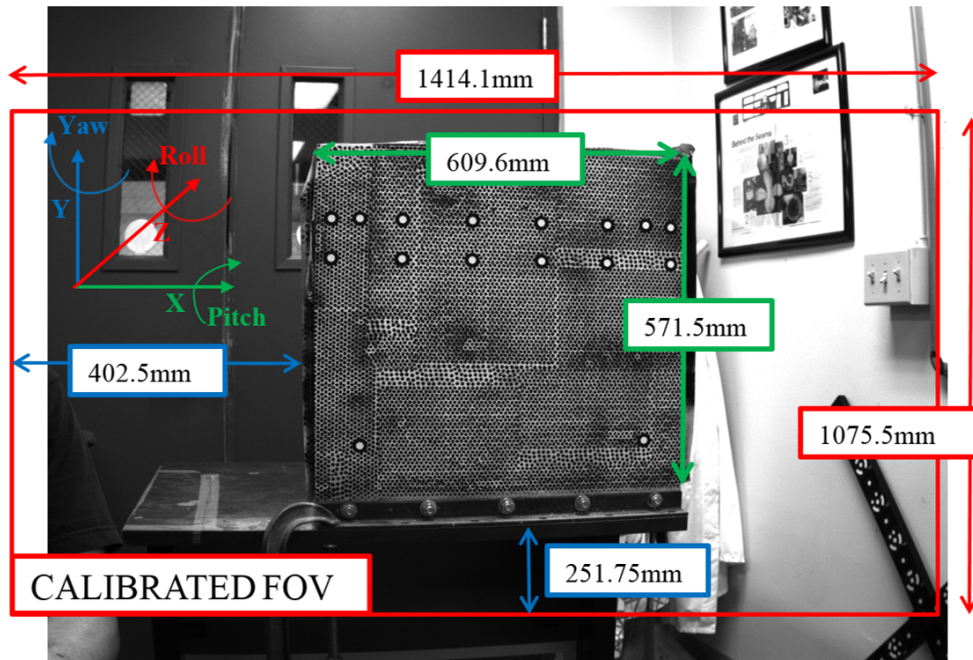 1414.1mm
Yaw
609.6mm
Roll
Behind the Seams
Y
Z
X
Pitch
571.5mm
402.5mm
1075.5mm
251.75mm
CALIBRATED FOV